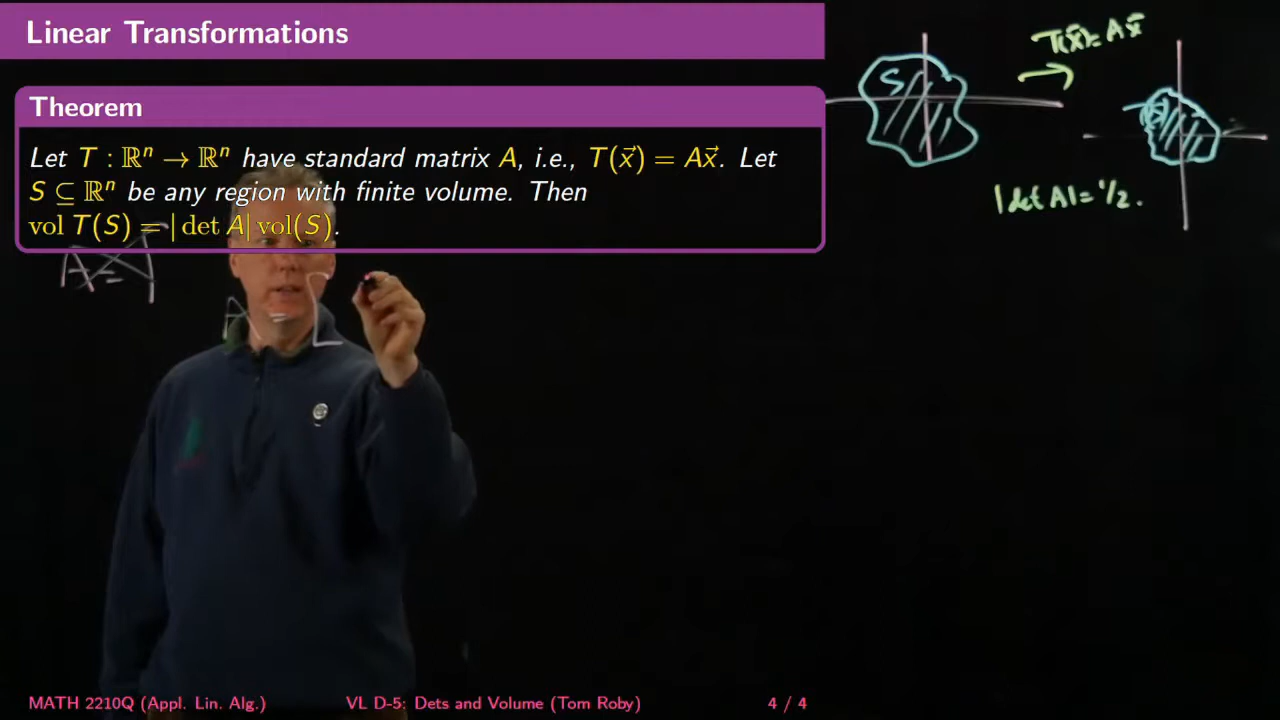 Linear Transformations
Theorem
Let T : ℝⁿ → ℝⁿ have standard matrix A, i.e., T(x⃗) = Ax⃗. Let
S ⊆ ℝⁿ be any region with finite volume. Then
vol T(S) = | det A| vol(S).
A =
A = [
S
T(x⃗) = Ax⃗
|det A| = 1/2.
MATH 2210Q (Appl. Lin. Alg.) VL D-5: Dets and Volume (Tom Roby) 4 / 4